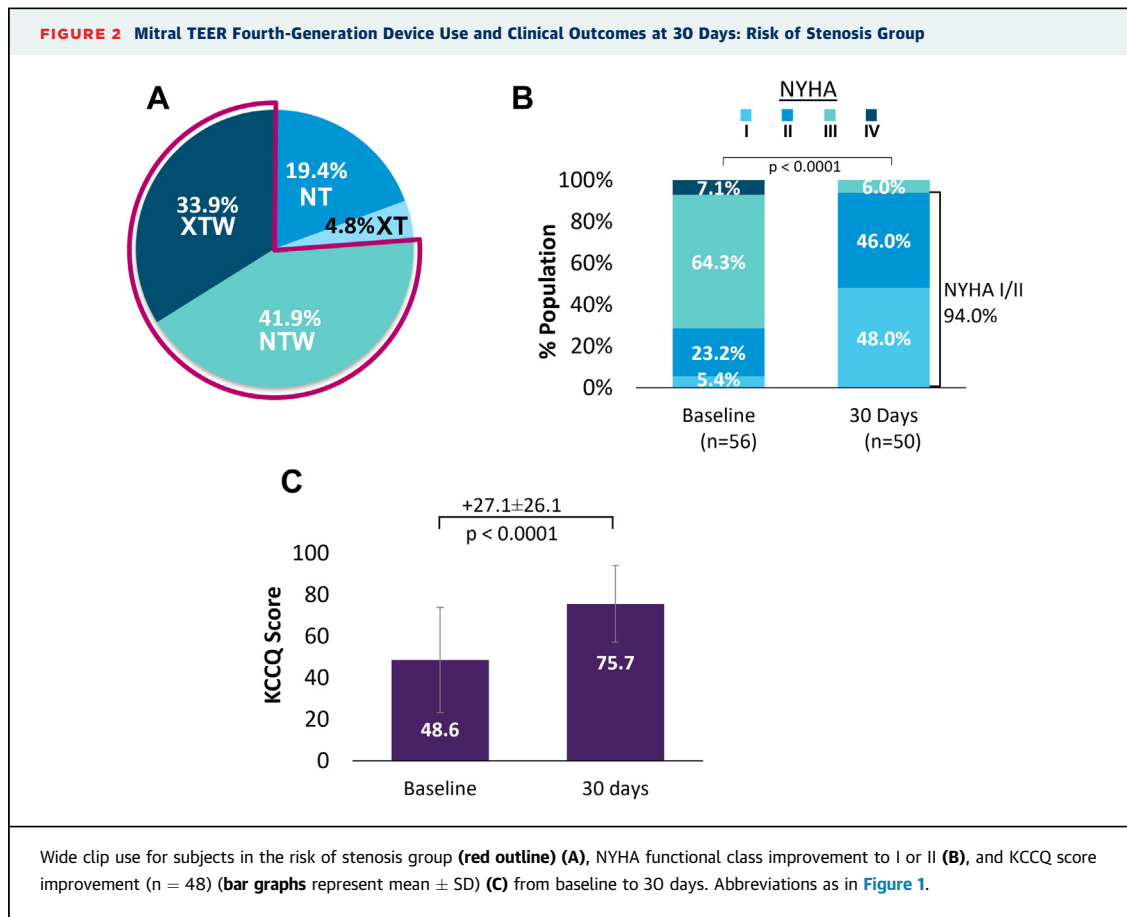 FIGURE 2 Mitral TEER Fourth-Generation Device Use and Clinical Outcomes at 30 Days: Risk of Stenosis Group
A
19.4%
NT
4.8% XT
33.9%
XTW
41.9%
NTW
B
NYHA
I II III IV
p < 0.0001
% Population
100%
80%
60%
40%
20%
0%
7.1%
64.3%
23.2%
5.4%
6.0%
46.0%
48.0%
NYHA I/II
94.0%
Baseline
(n=56)
30 Days
(n=50)
C
+27.1±26.1
p < 0.0001
KCCQ Score
100
80
60
40
20
0
48.6
75.7
Baseline
30 days
Wide clip use for subjects in the risk of stenosis group (red outline) (A), NYHA functional class improvement to I or II (B), and KCCQ score
improvement (n = 48) (bar graphs represent mean ± SD) (C) from baseline to 30 days. Abbreviations as in Figure 1.